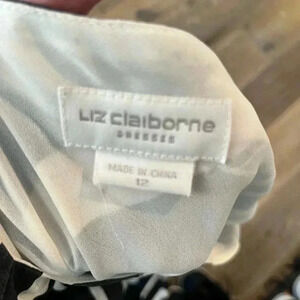 Liz claiborne
DRESSES
MADE IN CHINA
12